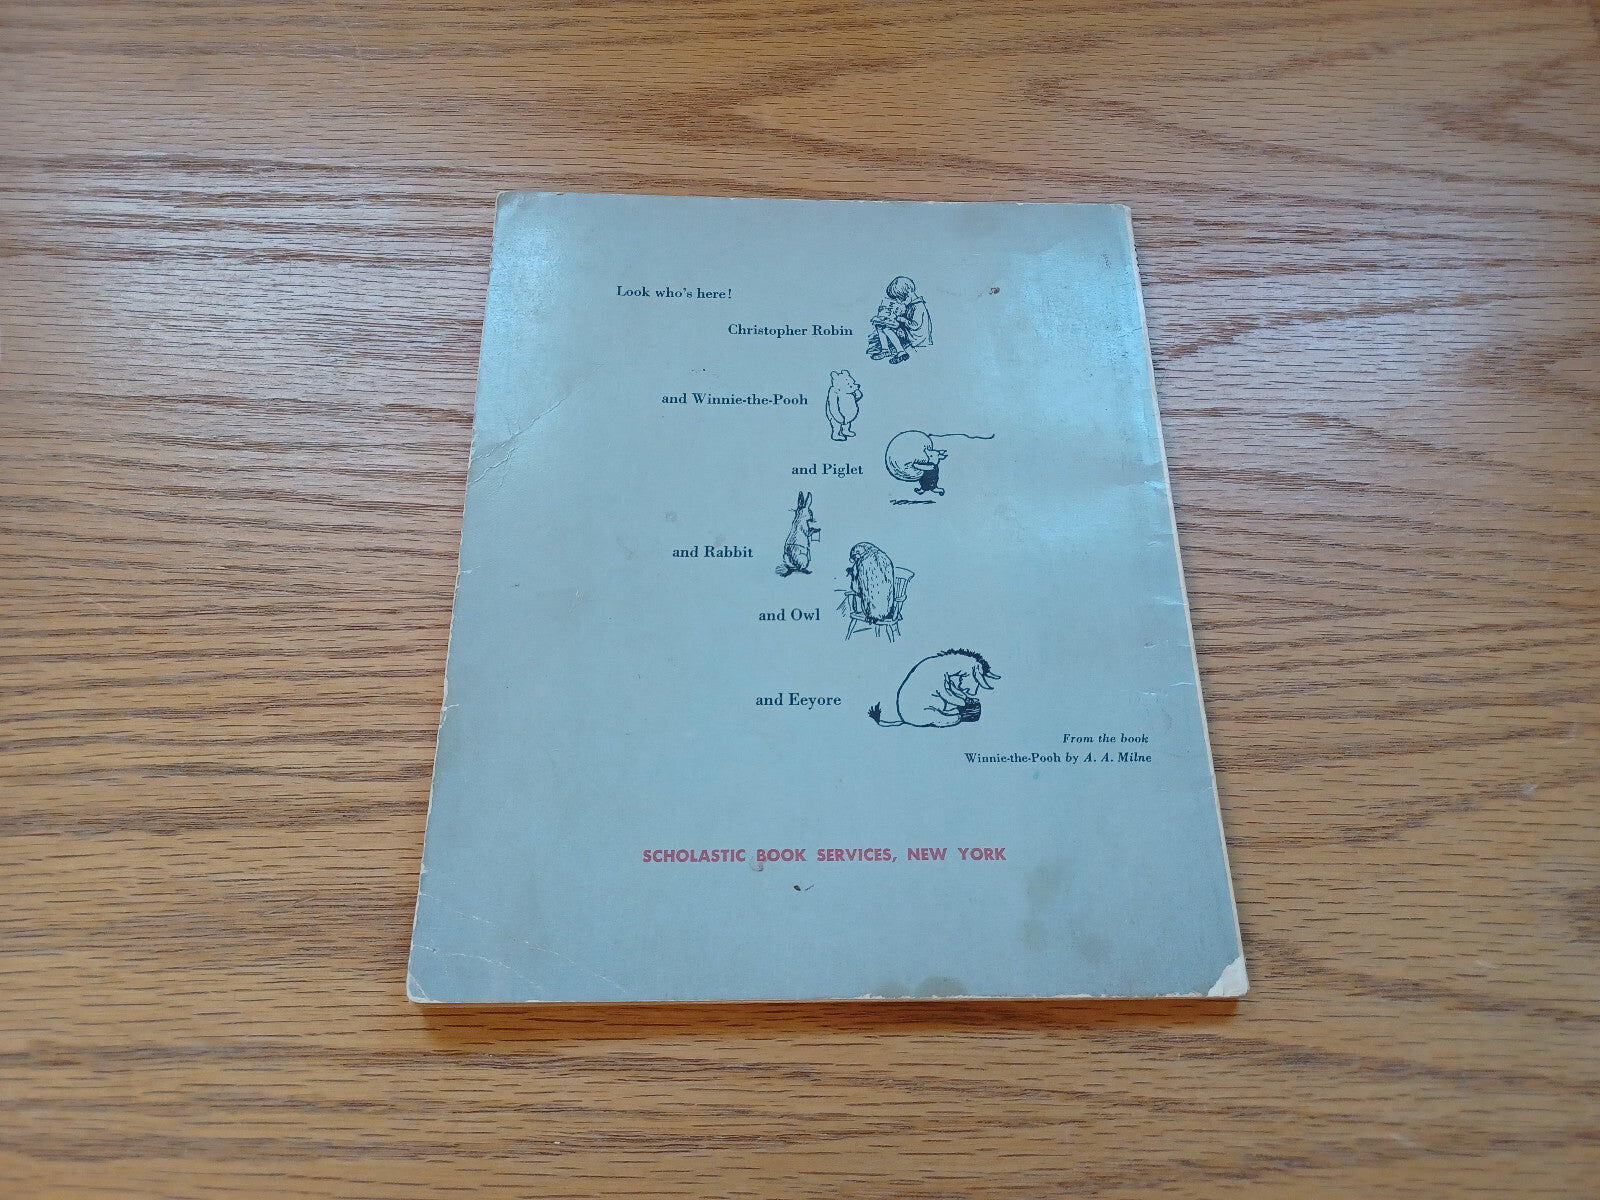 Look who's here!
Christopher Robin
and Winnie-the-Pooh
and Piglet
and Rabbit
and Owl
and Eeyore
From the book
Winnie-the-Pooh by A. A. Milne
SCHOLASTIC BOOK SERVICES, NEW YORK